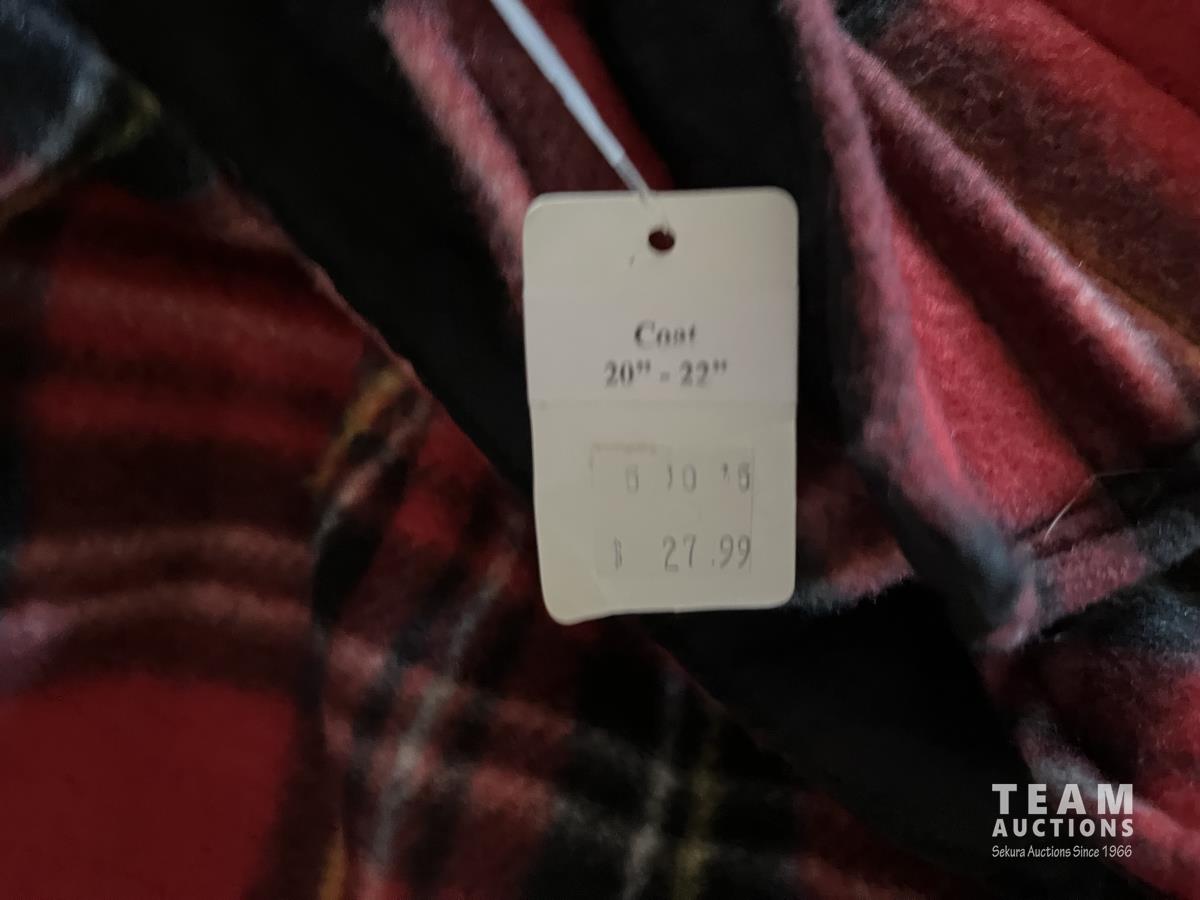 Coat
20" - 22"
$ 27.99
TEAM
AUCTIONS
Sekura Auctions Since 1966